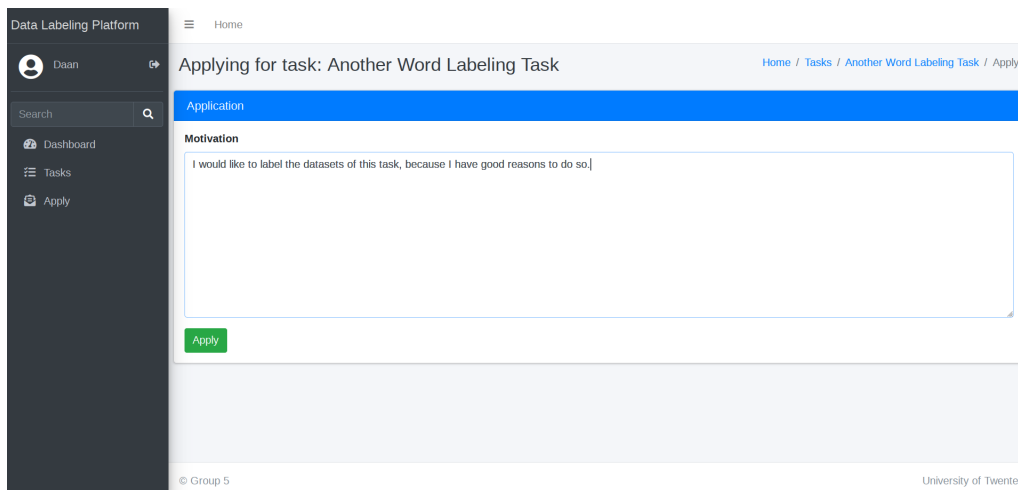 Data Labeling Platform
Home
Daan
Search
Dashboard
Tasks
Apply
Applying for task: Another Word Labeling Task
Home / Tasks / Another Word Labeling Task / Apply
Application
Motivation
I would like to label the datasets of this task, because I have good reasons to do so.
Apply
© Group 5
University of Twente